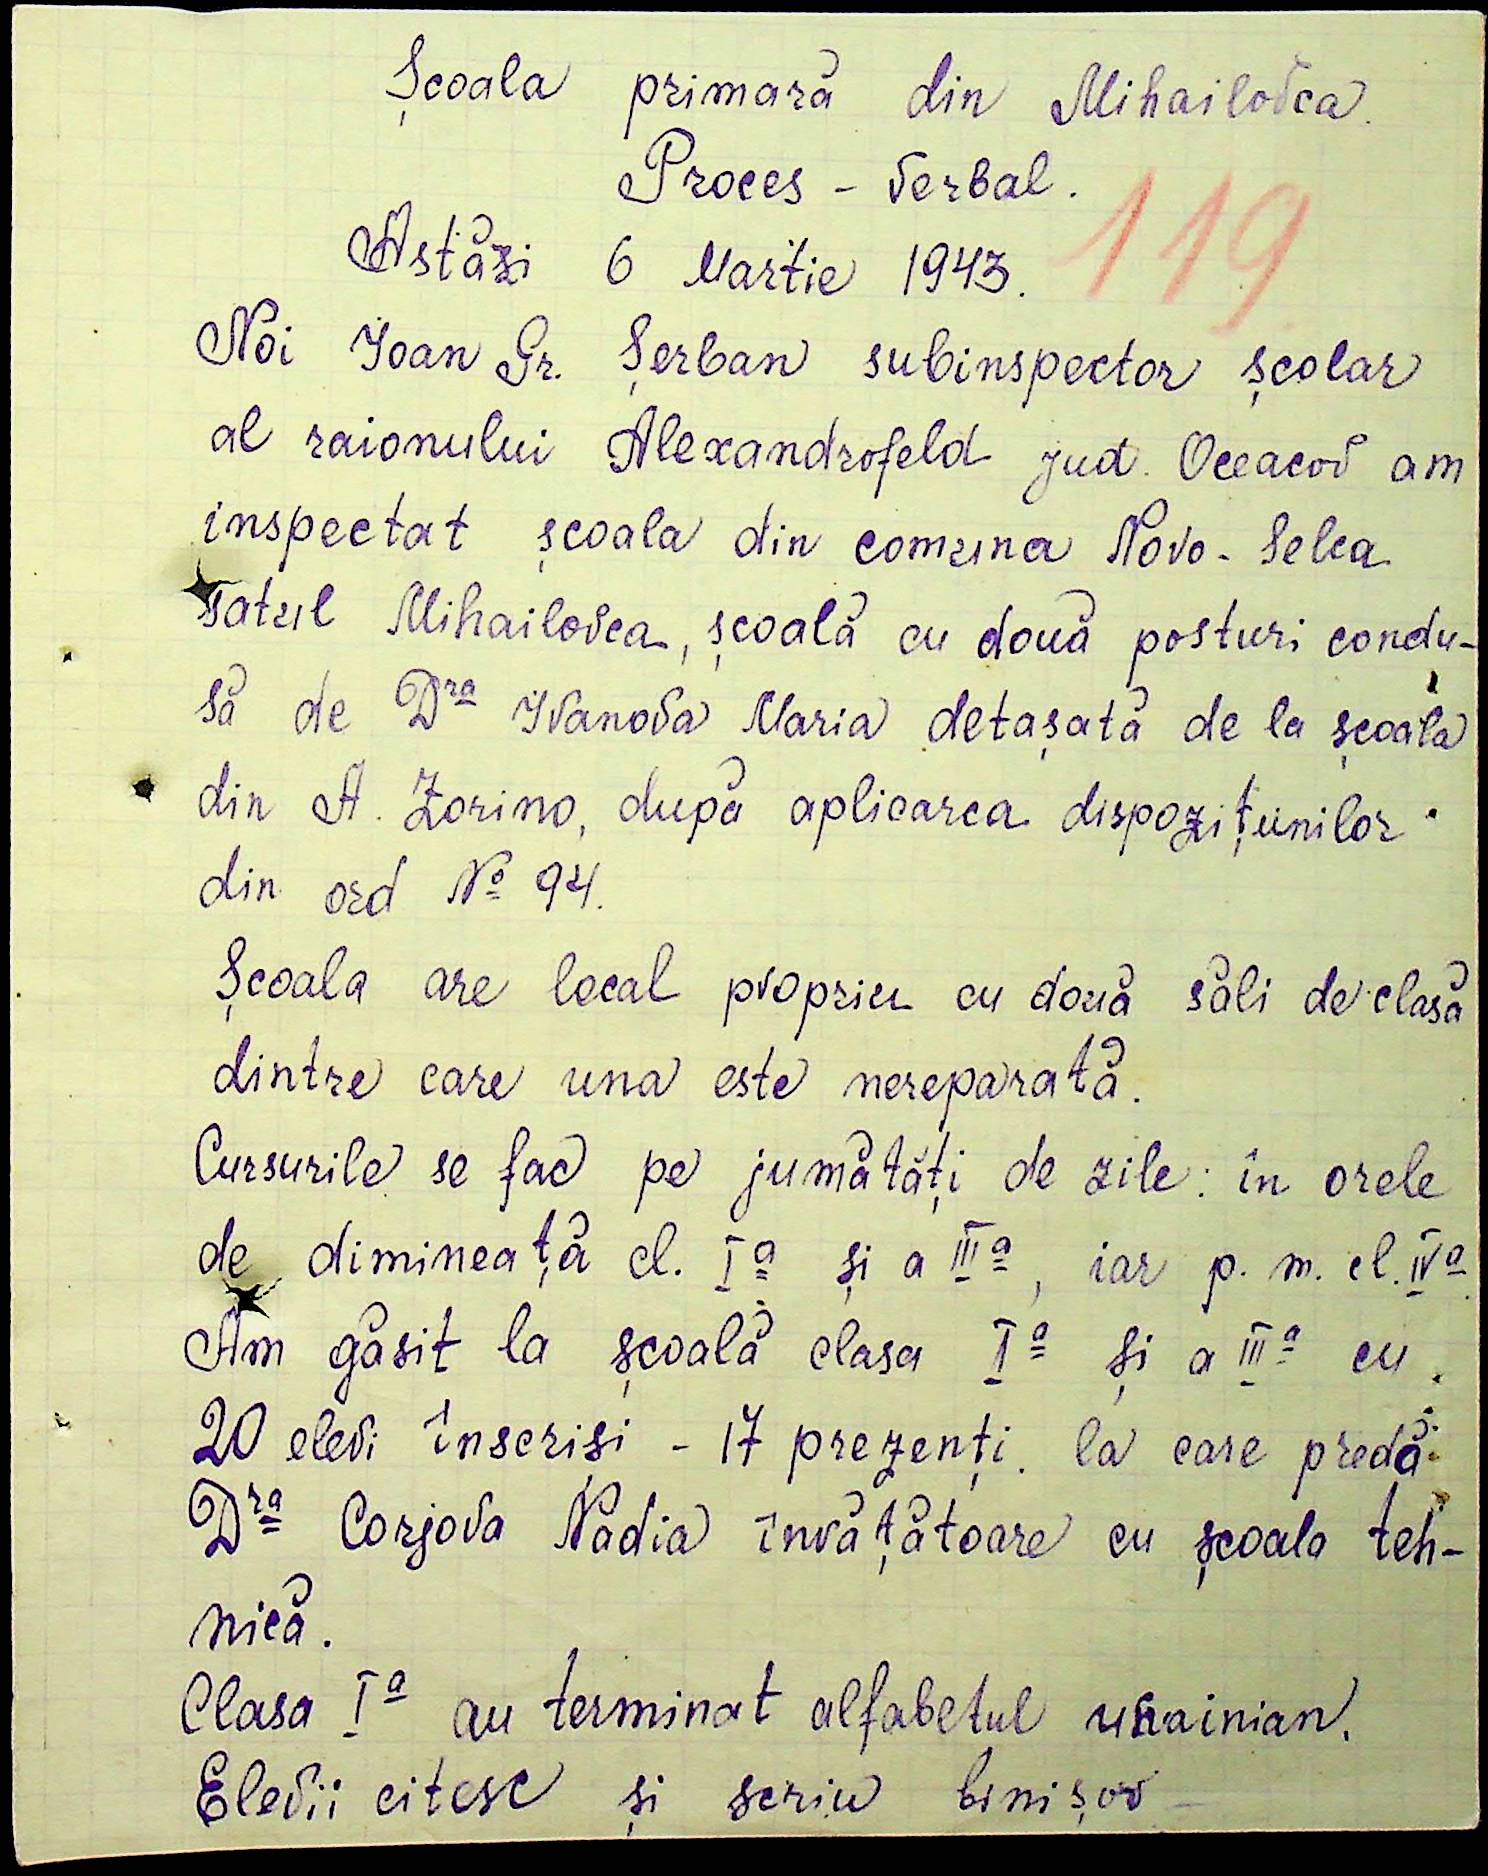 Școala primară din Mihailovca.
Proces - Verbal.
119
Astăzi 6 Martie 1943.
Noi Ioan Gr. Șerban subinspector școlar
al raionului Alexandrofeld jud. Oceacov am
inspectat școala din comuna Novo - Selca
satul Mihailovca, școală cu două posturi condu-
să de Dra Ivanova Maria detașată de la școala
din A. Zorino, după aplicarea dispozițiunilor
din ord No 94.
Școala are local propriu cu două săli de clasă
dintre care una este nereparată.
Cursurile se fac pe jumătăți de zile: în orele
de dimineață cl. Ia și a IIIa, iar p. m. cl. IVa.
Am găsit la școală clasa Ia și a IIIa cu
20 elevi înscriși - 17 prezenți. la care predă
Dra Corjova Nadia învățătoare cu școala teh-
nică.
Clasa Ia au terminat alfabetul ukrainian.
Elevii citesc și scriu binișor